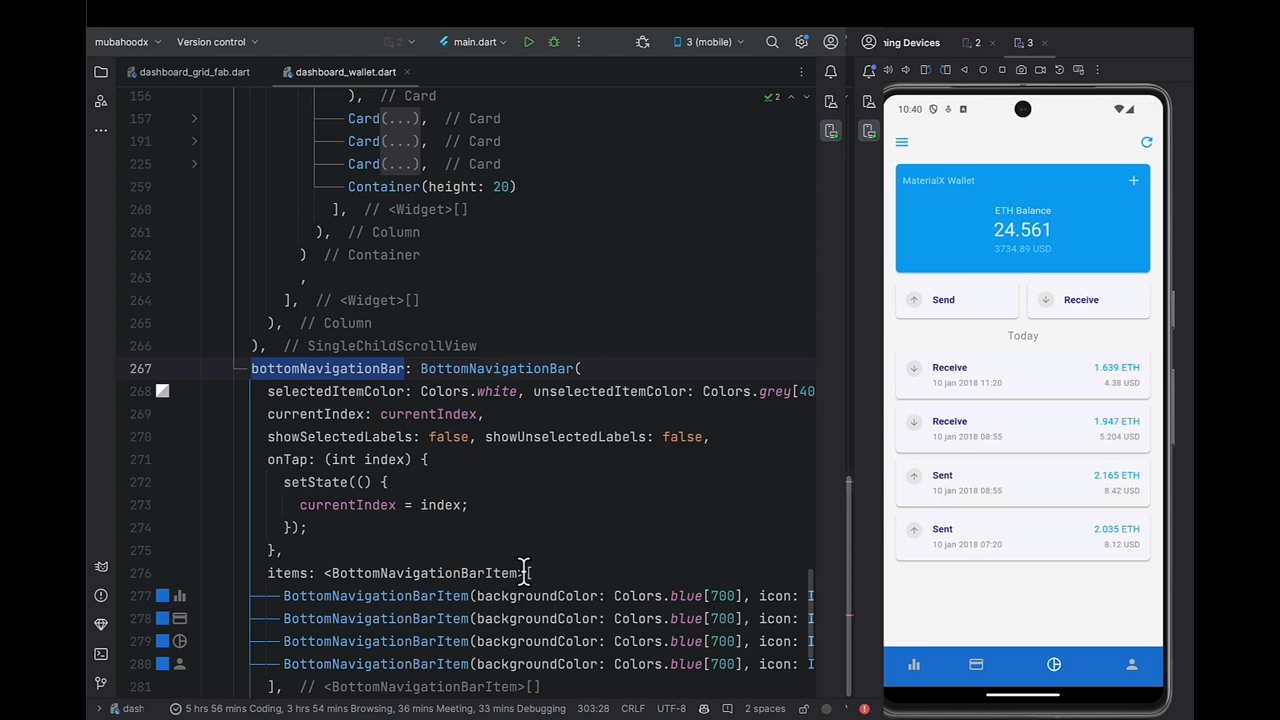 mubahoodx Version control 2 main.dart 3 (mobile) ning Devices 2 3
dashboard_grid_fab.dart dashboard_wallet.dart
156 ), // Card 2
157 Card(...), // Card
191 Card(...), // Card
225 Card(...), // Card
259 Container(height: 20)
260 ], // <Widget>[]
261 ), // Column
262 ) // Container
263 ,
264 ], // <Widget>[]
265 ), // Column
266 ), // SingleChildScrollView
267 bottomNavigationBar: BottomNavigationBar(
268 selectedItemColor: Colors.white, unselectedItemColor: Colors.grey[40
269 currentIndex: currentIndex,
270 showSelectedLabels: false, showUnselectedLabels: false,
271 onTap: (int index) {
272 setState(() {
273 currentIndex = index;
274 });
275 },
276 items: <BottomNavigationBarItem>[
277 BottomNavigationBarItem(backgroundColor: Colors.blue[700], icon: I
278 BottomNavigationBarItem(backgroundColor: Colors.blue[700], icon: I
279 BottomNavigationBarItem(backgroundColor: Colors.blue[700], icon: I
280 BottomNavigationBarItem(backgroundColor: Colors.blue[700], icon: I
281 ], // <BottomNavigationBarItem>[]
dash 5 hrs 56 mins Coding, 3 hrs 54 mins Browsing, 36 mins Meeting, 33 mins Debugging 303:28 CRLF UTF-8 2 spaces
10:40
MaterialX Wallet
ETH Balance
24.561
3734.89 USD
Send Receive
Today
Receive 1.639 ETH
10 jan 2018 11:20 4.38 USD
Receive 1.947 ETH
10 jan 2018 08:55 5.204 USD
Sent 2.165 ETH
10 jan 2018 08:55 8.42 USD
Sent 2.035 ETH
10 jan 2018 07:20 8.12 USD